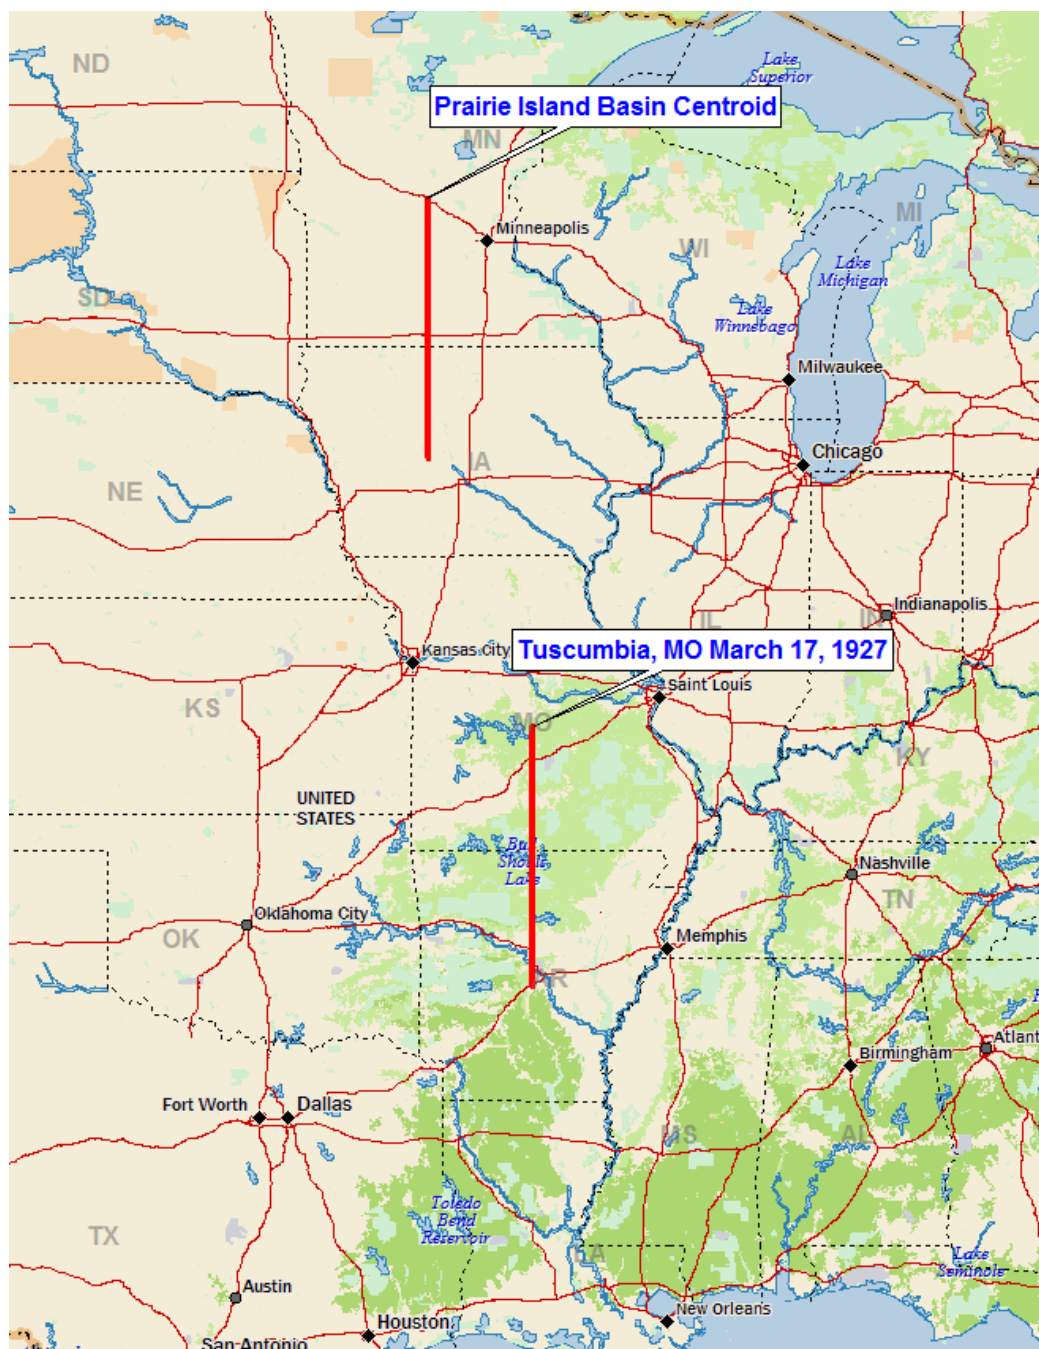 ND
Lake
Superior
Prairie Island Basin Centroid
MN
MI
Minneapolis
WI
Lake
Michigan
SD
Lake
Winnebago
Milwaukee
Chicago
IA
NE
Indianapolis
IL
IN
Tuscumbia, MO March 17, 1927
Kansas City
Saint Louis
KS
MO
KY
UNITED
STATES
Bull
Shoals
Lake
Nashville
TN
Oklahoma City
OK
Memphis
AR
Atlant
Birmingham
Fort Worth
Dallas
MS
AL
Toledo
Bend
Reservoir
TX
LA
Lake
Seminole
Austin
New Orleans
Houston
San Antonio